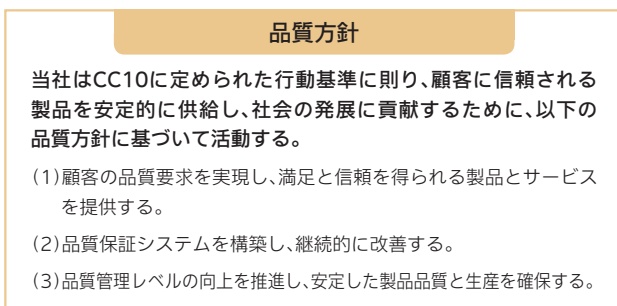 品質方針
当社はCC10に定められた行動基準に則り、顧客に信頼される
製品を安定的に供給し、社会の発展に貢献するために、以下の
品質方針に基づいて活動する。
(1)顧客の品質要求を実現し、満足と信頼を得られる製品とサービス
を提供する。
(2)品質保証システムを構築し、継続的に改善する。
(3)品質管理レベルの向上を推進し、安定した製品品質と生産を確保する。